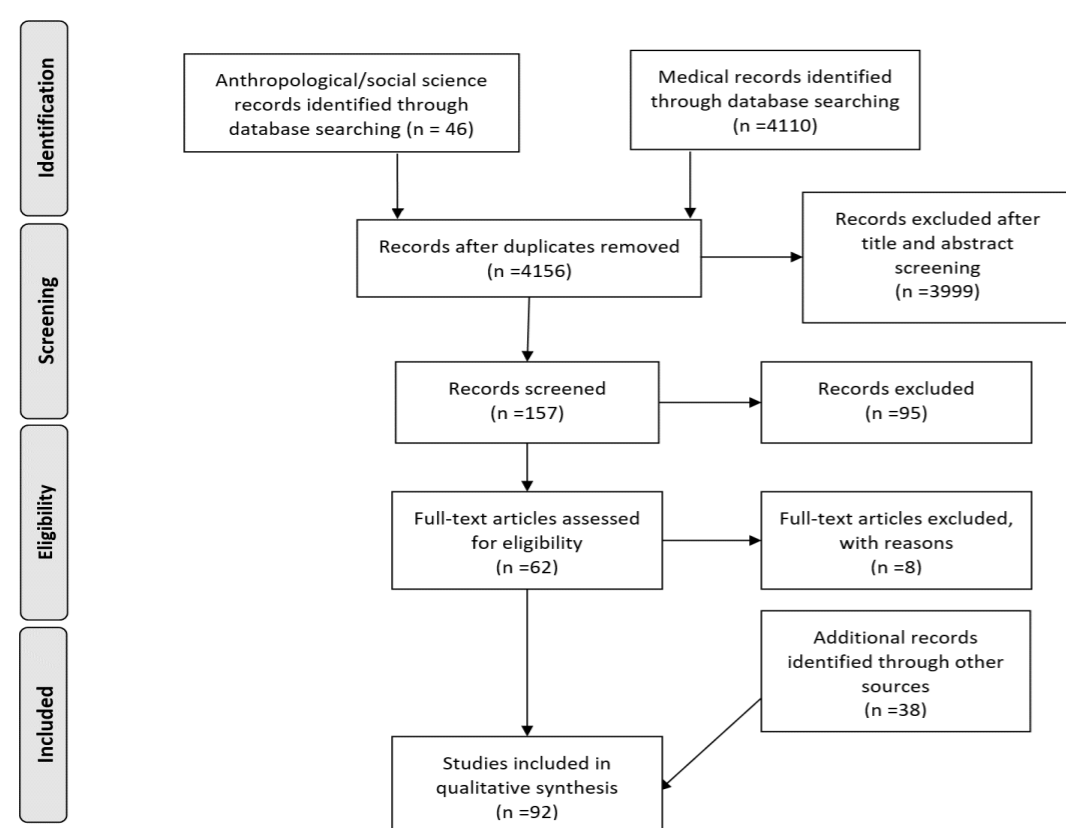 Identification
Anthropological/social science
records identified through
database searching (n = 46)
Medical records identified
through database searching
(n =4110)
Screening
Records after duplicates removed
(n =4156)
Records excluded after
title and abstract
screening
(n =3999)
Records screened
(n =157)
Records excluded
(n =95)
Eligibility
Full-text articles assessed
for eligibility
(n =62)
Full-text articles excluded,
with reasons
(n =8)
Included
Additional records
identified through other
sources
(n =38)
Studies included in
qualitative synthesis
(n =92)